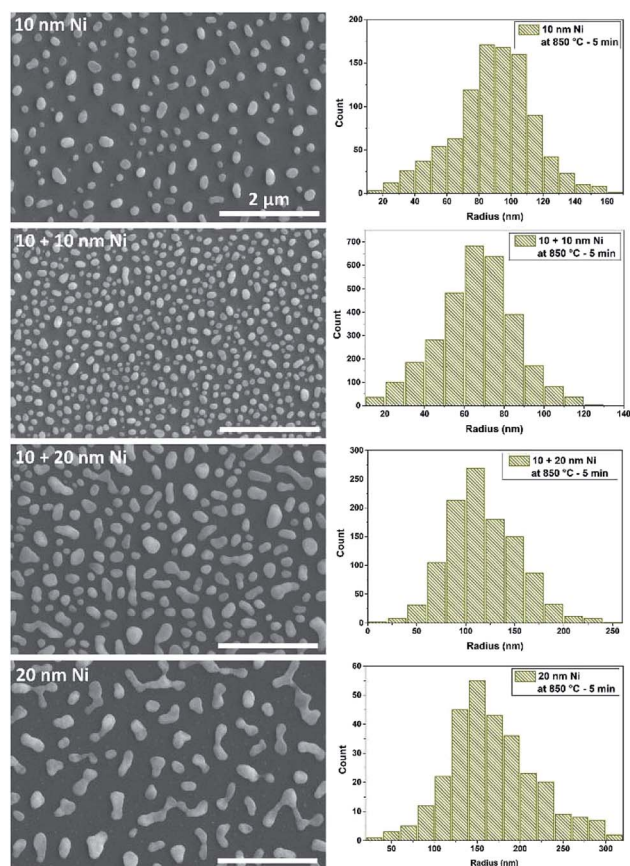 10 nm Ni
2 µm
200
150
100
50
0
Count
20 40 60 80 100 120 140 160
Radius (nm)
10 nm Ni
at 850 °C - 5 min
10 + 10 nm Ni
700
600
500
400
300
200
100
0
Count
20 40 60 80 100 120 140
Radius (nm)
10 + 10 nm Ni
at 850 °C - 5 min
10 + 20 nm Ni
300
250
200
150
100
50
0
Count
0 50 100 150 200 250
Radius (nm)
10 + 20 nm Ni
at 850 °C - 5 min
20 nm Ni
60
50
40
30
20
10
0
Count
50 100 150 200 250 300
Radius (nm)
20 nm Ni
at 850 °C - 5 min